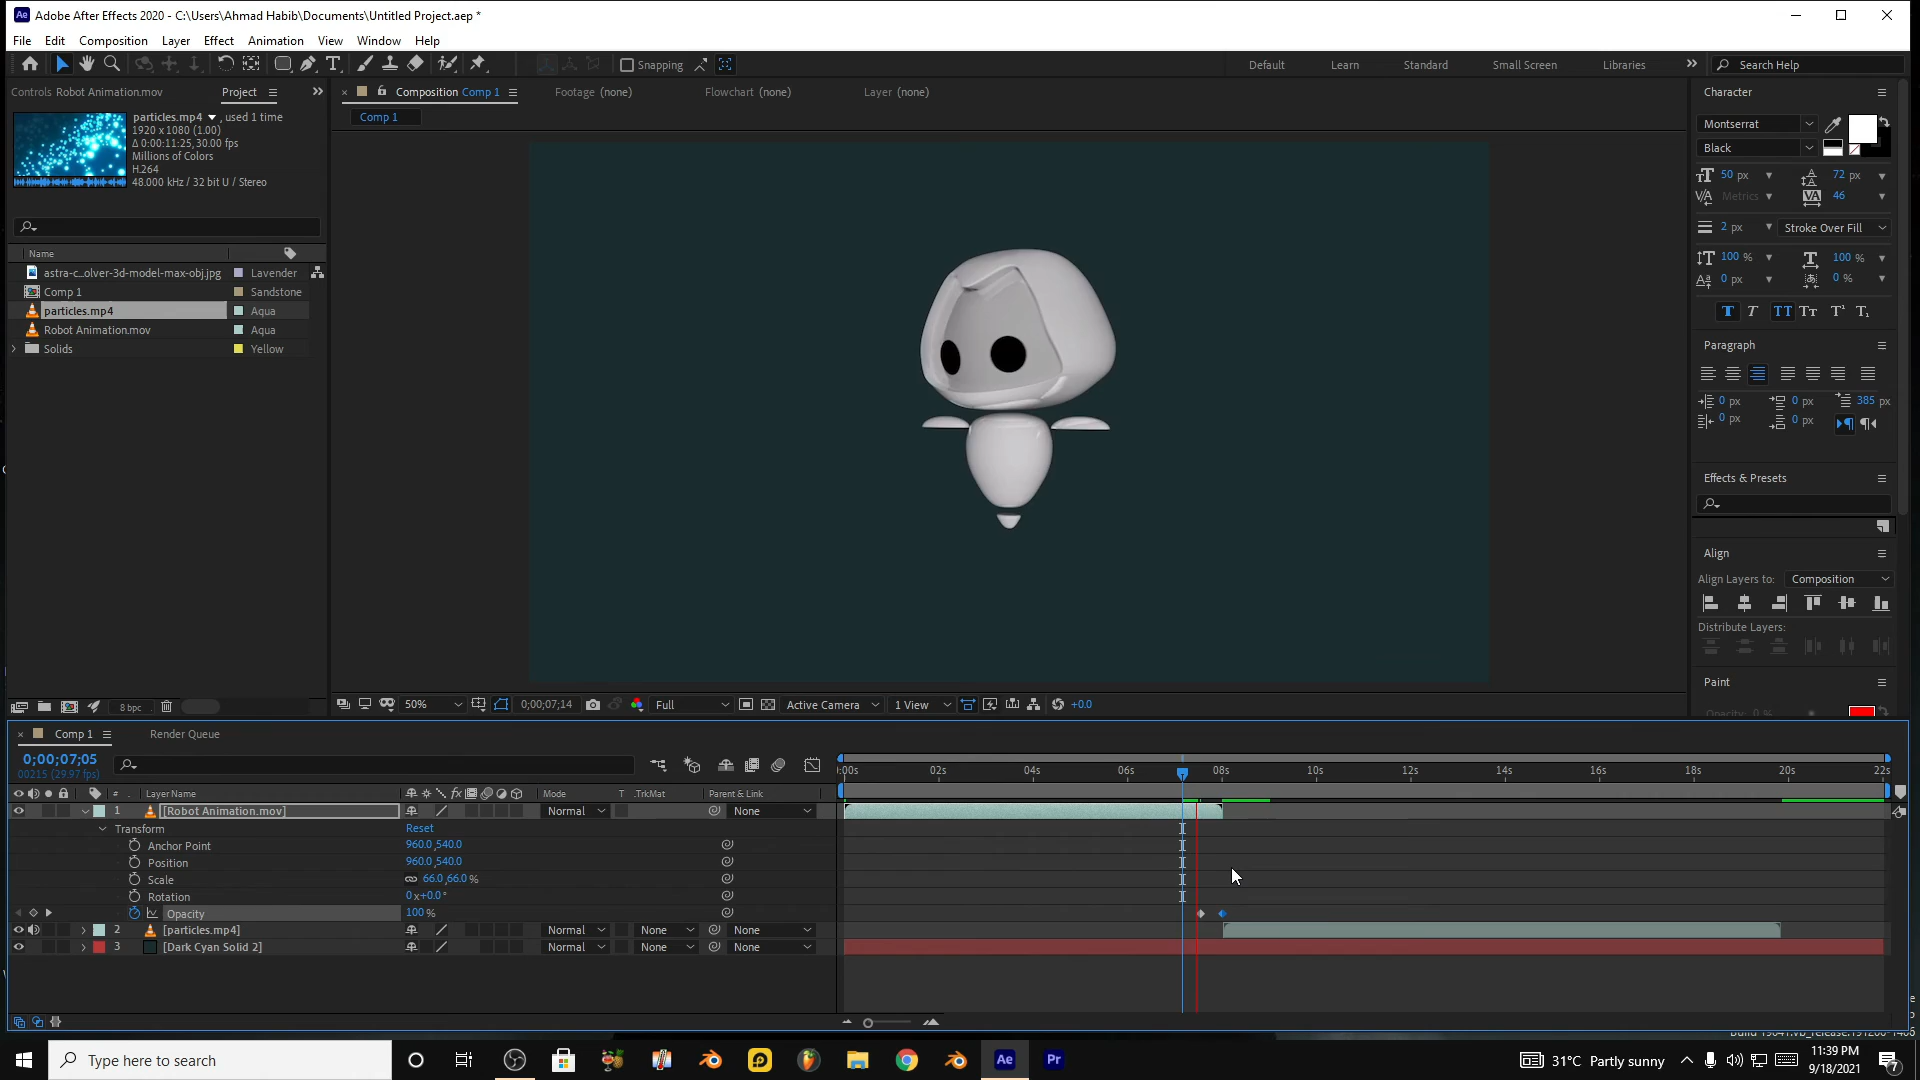 Adobe After Effects 2020 - C:\Users\Ahmad Habib\Documents\Untitled Project.aep *
File Edit Composition Layer Effect Animation View Window Help
Snapping Default Learn Standard Small Screen Libraries Search Help
Controls Robot Animation.mov Project
particles.mp4 , used 1 time
1920 x 1080 (1.00)
Δ 0:00:11:25, 30.00 fps
Millions of Colors
H.264
48.000 kHz / 32 bit U / Stereo
Name
astra-c...olver-3d-model-max-obj.jpg Lavender
Comp 1 Sandstone
particles.mp4 Aqua
Robot Animation.mov Aqua
Solids Yellow
8 bpc
Composition Comp 1 Footage (none) Flowchart (none) Layer (none)
Comp 1
50% 0;00;07;14 Full Active Camera 1 View +0.0
Character
Montserrat
Black
50 px 72 px
Metrics 46
2 px Stroke Over Fill
100 % 100 %
0 px 0 %
T T TT Tr T¹ T₁
Paragraph
0 px 0 px 385 px
0 px 0 px
Effects & Presets
Align
Align Layers to: Composition
Distribute Layers:
Paint
Opacity: 0 %
Comp 1 Render Queue
0;00;07;05
00215 (29.97 fps)
:00s 02s 04s 06s 08s 10s 12s 14s 16s 18s 20s 22s
# Layer Name Mode T .TrkMat Parent & Link
1 [Robot Animation.mov] Normal None
Transform Reset
Anchor Point 960.0,540.0
Position 960.0,540.0
Scale 66.0,66.0 %
Rotation 0 x+0.0 °
Opacity 100 %
2 [particles.mp4] Normal None None
3 [Dark Cyan Solid 2] Normal None None
Type here to search
Ae Pr
31°C Partly sunny
11:39 PM
9/18/2021
7